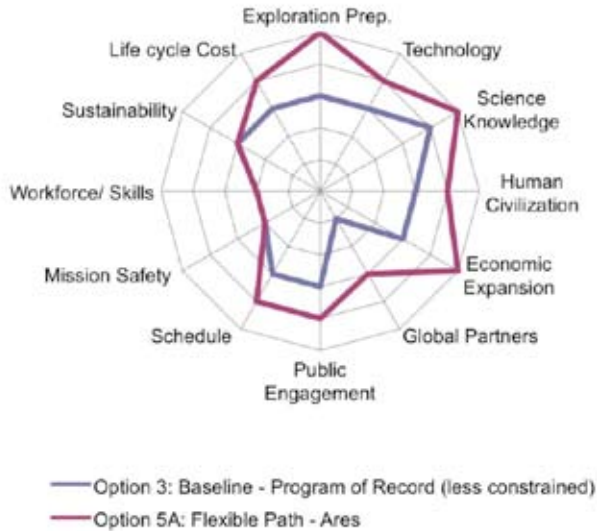 Exploration Prep.
Life cycle Cost
Technology
Sustainability
Science
Knowledge
Workforce/ Skills
Human
Civilization
Mission Safety
Economic
Expansion
Schedule
Global Partners
Public
Engagement
Option 3: Baseline - Program of Record (less constrained)
Option 5A: Flexible Path - Ares